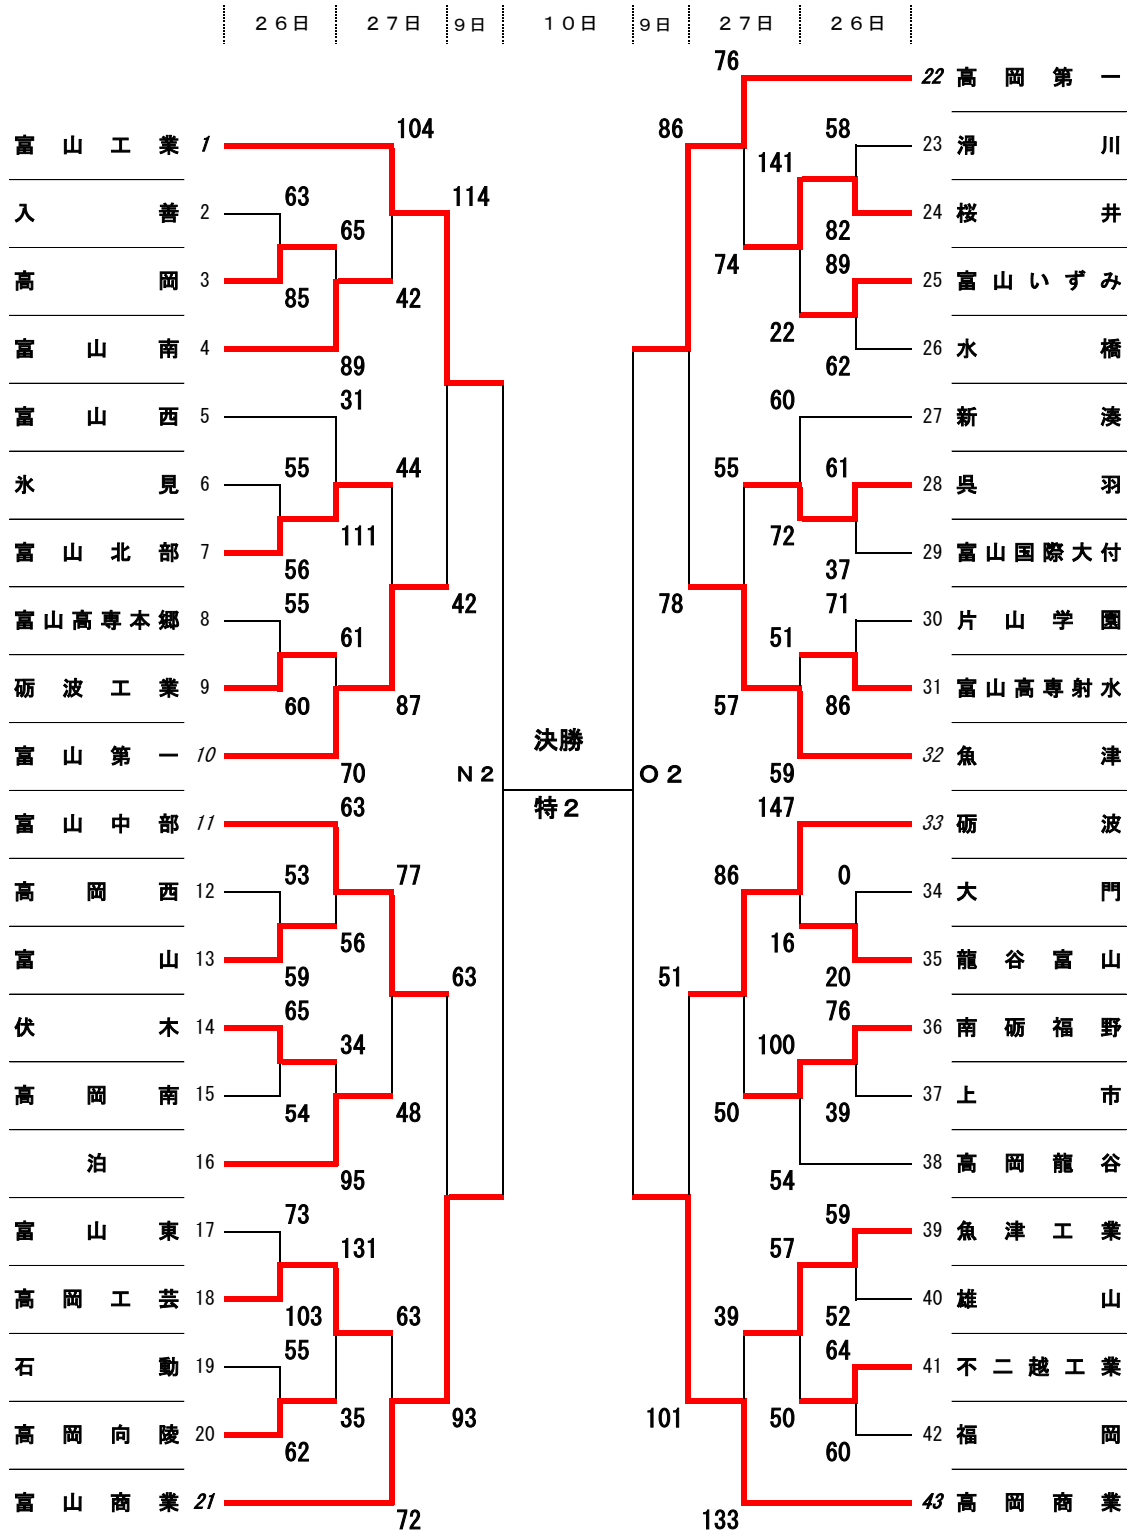 ２６日 ２７日 ９日 １０日 ９日 ２７日 ２６日
76
22 高岡第一
104 86 58
富山工業 1 23 滑川
141
63 114
入善 2 24 桜井
65 82
74 89
高岡 3 25 富山いずみ
85 42
22
富山南 4 26 水橋
89 62
31 60
富山西 5 27 新湊
55 44 55 61
氷見 6 28 呉羽
111 72
富山北部 7 29 富山国際大付
56 37
55 42 78 71
富山高専本郷 8 30 片山学園
61 51
砺波工業 9 31 富山高専射水
60 87 57 86
決勝
富山第一 10 32 魚津
70 Ｎ２ Ｏ２ 59
63 特２ 147
富山中部 11 33 砺波
53 77 86 0
高岡西 12 34 大門
56 16
富山 13 35 龍谷富山
59 63 51 20
65 76
伏木 14 36 南砺福野
34 100
高岡南 15 37 上市
54 48 50 39
泊 16 38 高岡龍谷
95 54
73 59
富山東 17 39 魚津工業
131 57
高岡工芸 18 40 雄山
103 63 39 52
55 64
石動 19 41 不二越工業
35 93 101 50
高岡向陵 20 42 福岡
62 60
富山商業 21 43 高岡商業
72 133